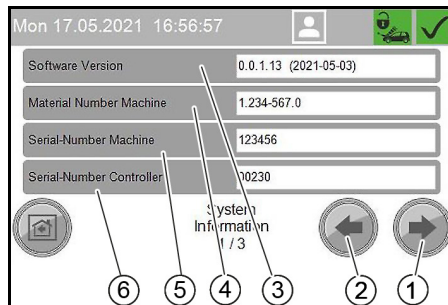 Mon 17.05.2021 16:56:57
Software Version 0.0.1.13 (2021-05-03)
Material Number Machine 1.234-567.0
Serial-Number Machine 123456
Serial-Number Controller 00230
System
Information
1 / 3
6 5 4 3 2 1